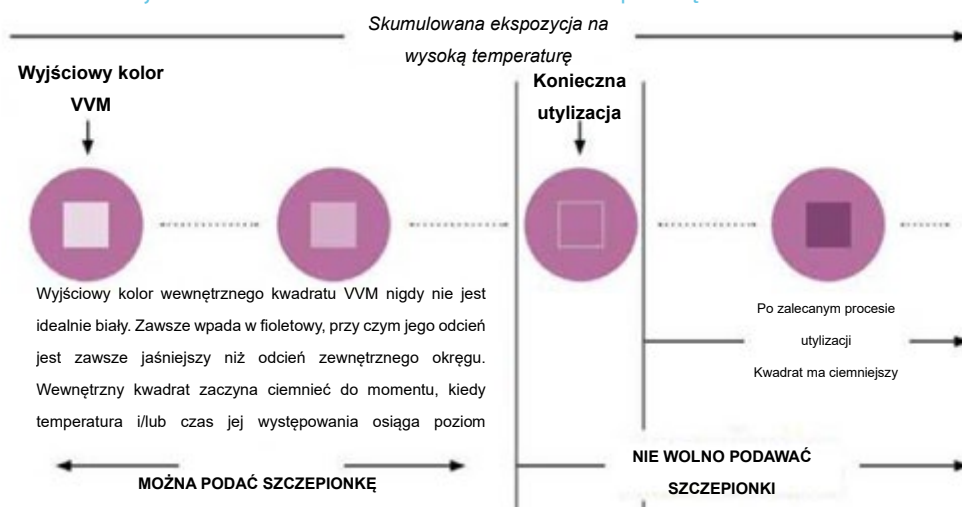 Skumulowana ekspozycja na
wysoką temperaturę
Wyjściowy kolor
VVM
Konieczna
utylizacja
Wyjściowy kolor wewnętrznego kwadratu VVM nigdy nie jest
idealnie biały. Zawsze wpada w fioletowy, przy czym jego odcień
jest zawsze jaśniejszy niż odcień zewnętrznego okręgu.
Wewnętrzny kwadrat zaczyna ciemnieć do momentu, kiedy
temperatura i/lub czas jej występowania osiąga poziom
Po zalecanym procesie
utylizacji
Kwadrat ma ciemniejszy
MOŻNA PODAĆ SZCZEPIONKĘ
NIE WOLNO PODAWAĆ
SZCZEPIONKI